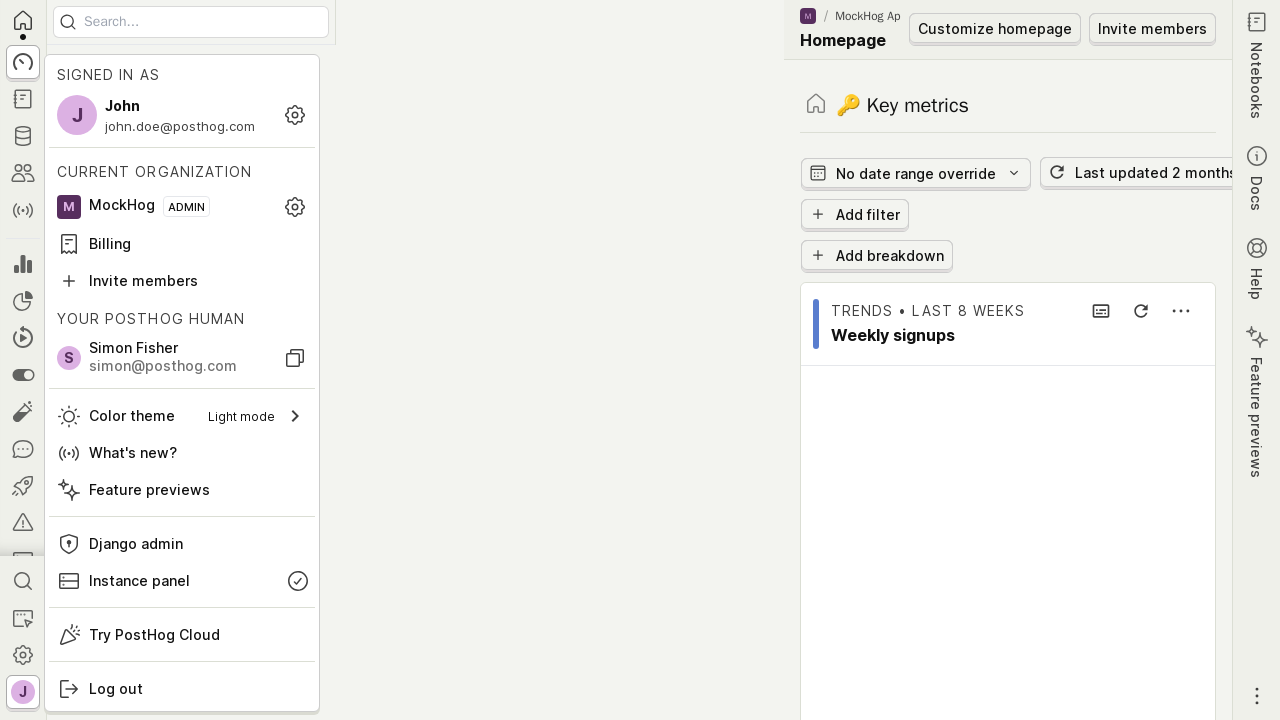 Search...
SIGNED IN AS
J
John
john.doe@posthog.com
CURRENT ORGANIZATION
M
MockHog
ADMIN
Billing
Invite members
YOUR POSTHOG HUMAN
S
Simon Fisher
simon@posthog.com
Color theme
Light mode
What's new?
Feature previews
Django admin
Instance panel
Try PostHog Cloud
Log out
J
M / MockHog Ap
Homepage
Customize homepage
Invite members
🔑 Key metrics
No date range override
Last updated 2 months
Add filter
Add breakdown
TRENDS • LAST 8 WEEKS
Weekly signups
Notebooks
Docs
Help
Feature previews